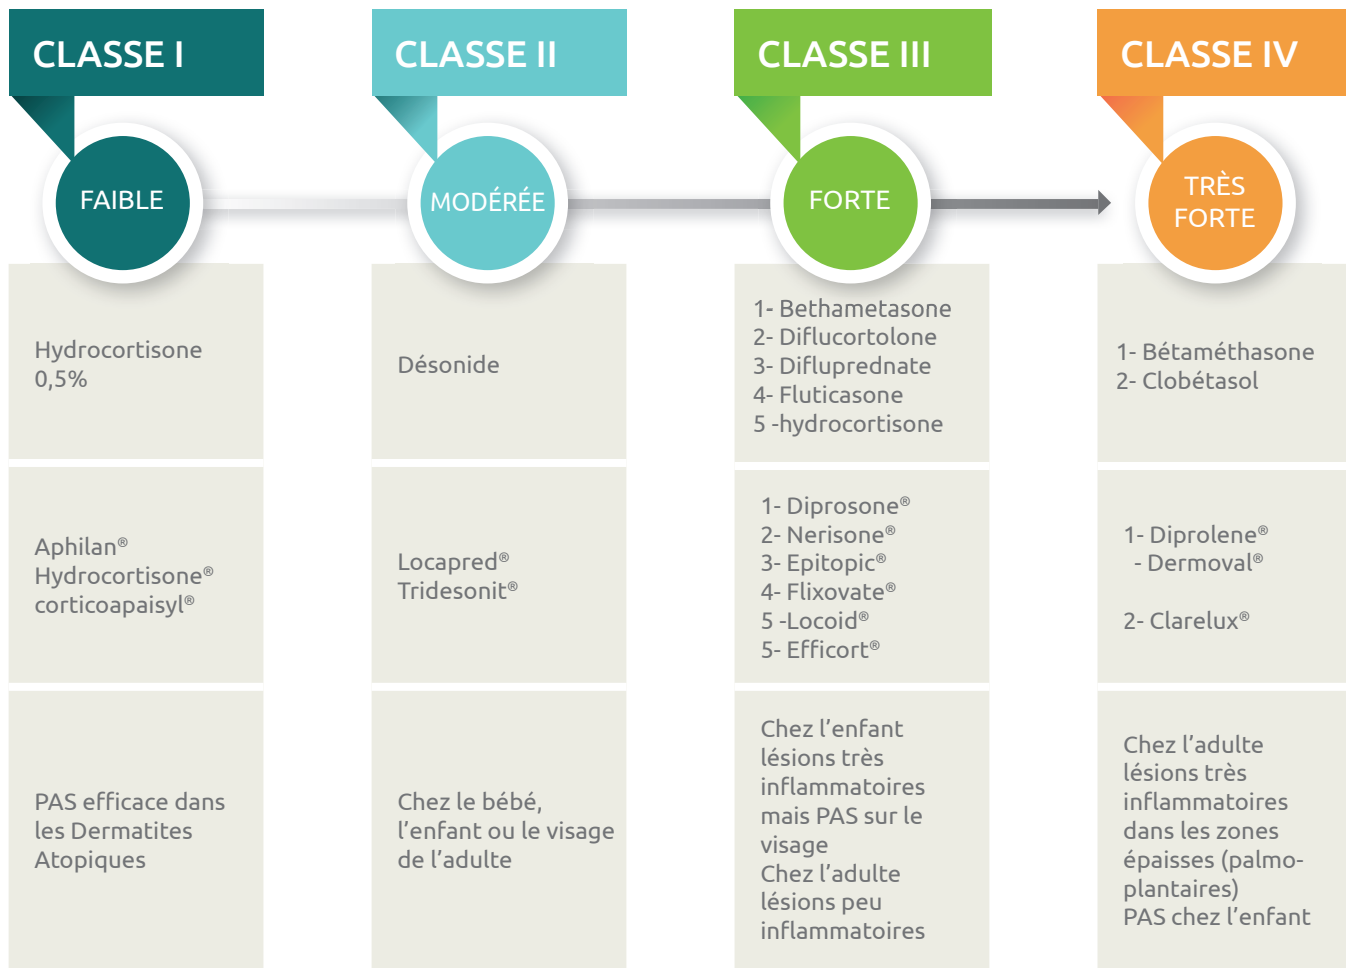 CLASSE I
CLASSE II
CLASSE III
CLASSE IV
FAIBLE
MODÉRÉE
FORTE
TRÈS
FORTE
Hydrocortisone
0,5%
Désonide
1- Bethametasone
2- Diflucortolone
3- Difluprednate
4- Fluticasone
5 -hydrocortisone
1- Bétaméthasone
2- Clobétasol
Aphilan®
Hydrocortisone®
corticoapaisyl®
Locapred®
Tridesonit®
1- Diprosone®
2- Nerisone®
3- Epitopic®
4- Flixovate®
5 -Locoid®
5- Efficort®
1- Diprolene®
- Dermoval®
2- Clarelux®
PAS efficace dans
les Dermatites
Atopiques
Chez le bébé,
l’enfant ou le visage
de l’adulte
Chez l’enfant
lésions très
inflammatoires
mais PAS sur le
visage
Chez l’adulte
lésions peu
inflammatoires
Chez l’adulte
lésions très
inflammatoires
dans les zones
épaisses (palmo-
plantaires)
PAS chez l’enfant